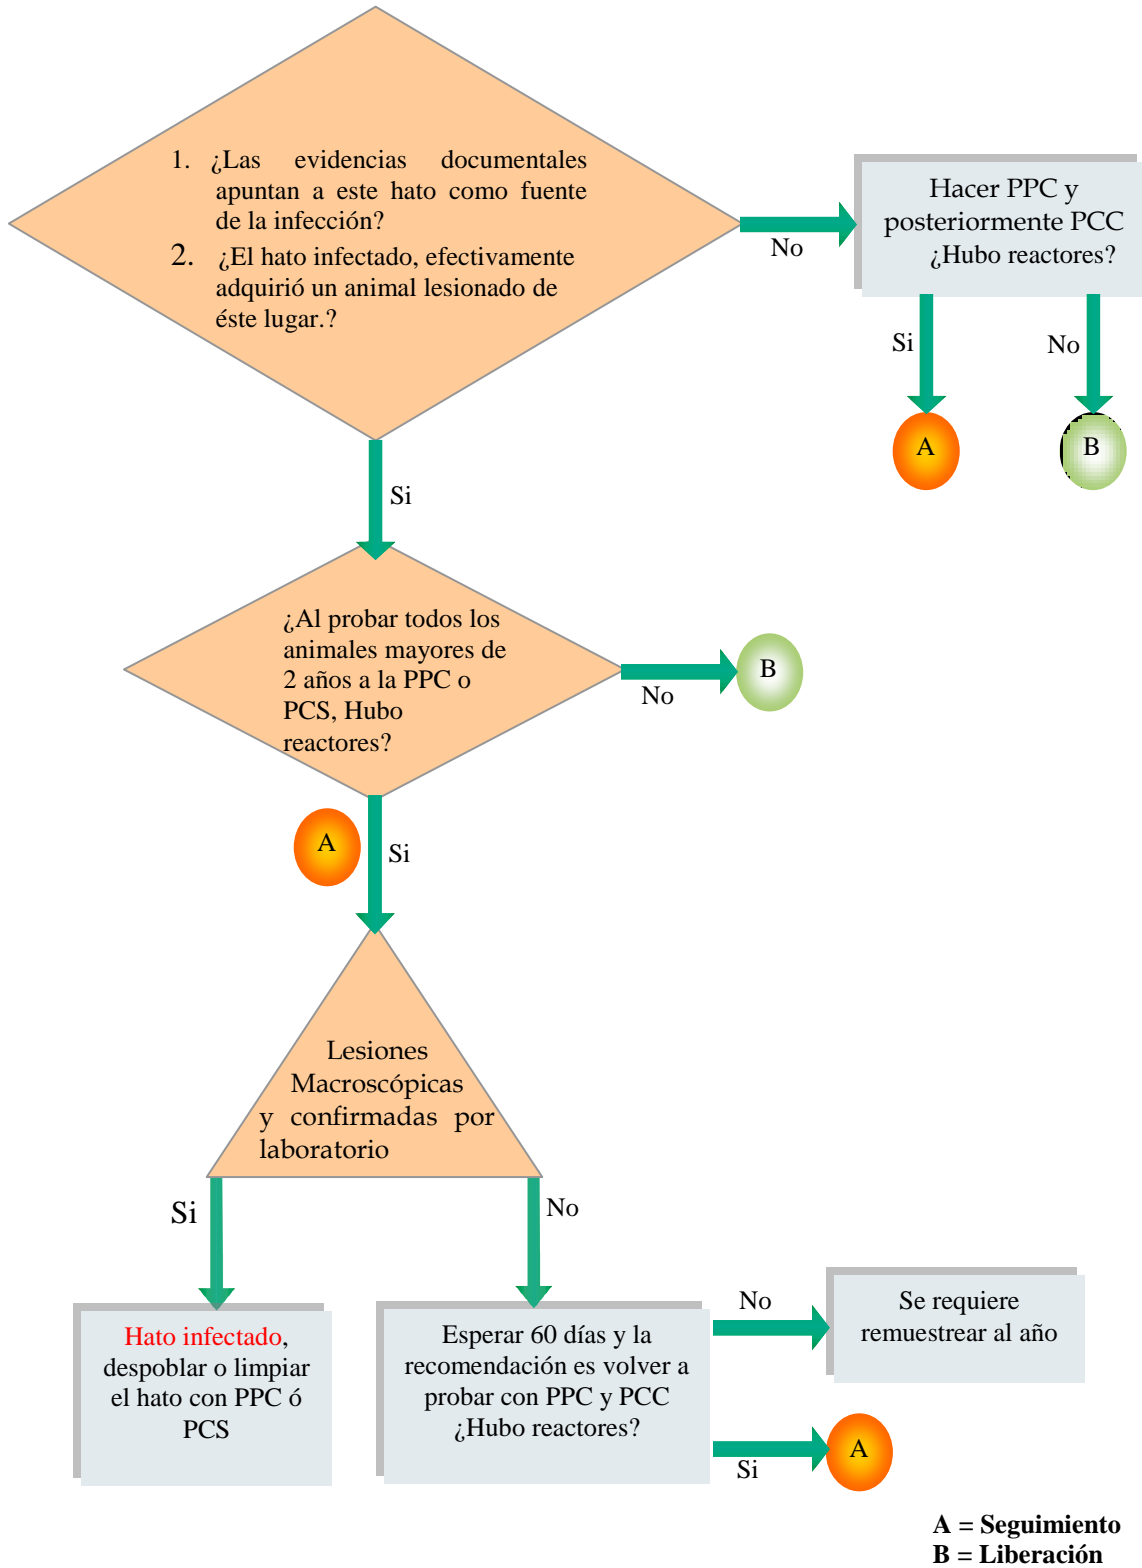 1. ¿Las evidencias documentales
apuntan a este hato como fuente
de la infección?
2. ¿El hato infectado, efectivamente
adquirió un animal lesionado de
éste lugar.?
No
Hacer PPC y
posteriormente PCC
¿Hubo reactores?
Si
No
A
B
Si
¿Al probar todos los
animales mayores de
2 años a la PPC o
PCS, Hubo
reactores?
No
B
A
Si
Lesiones
Macroscópicas
y confirmadas por
laboratorio
Si
No
Hato infectado,
despoblar o limpiar
el hato con PPC ó
PCS
Esperar 60 días y la
recomendación es volver a
probar con PPC y PCC
¿Hubo reactores?
No
Se requiere
remuestrear al año
Si
A
A = Seguimiento
B = Liberación